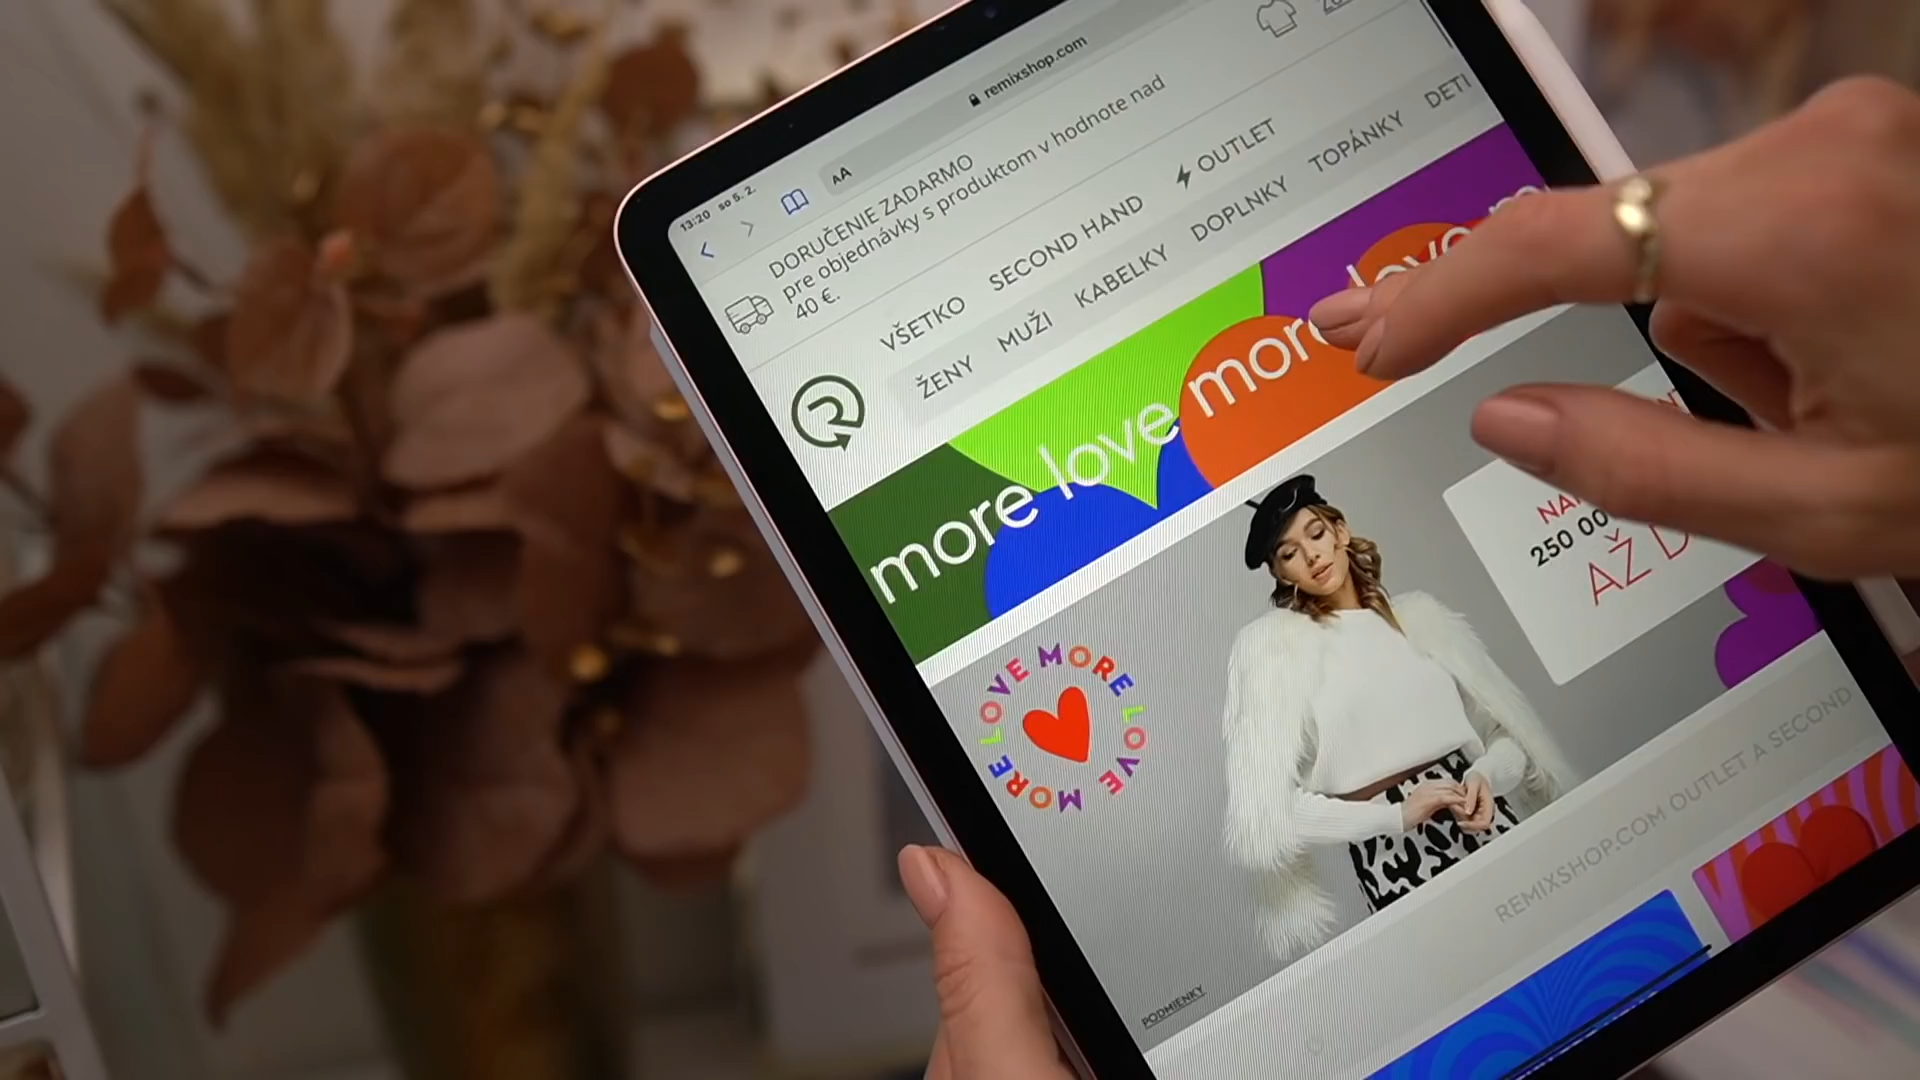 13:20 so 5. 2.
AA
remixshop.com
DORUČENIE ZADARMO
pre objednávky s produktom v hodnote nad
40 €.
VŠETKO SECOND HAND OUTLET
ŽENY MUŽI KABELKY DOPLNKY TOPÁNKY DETI
more love more love
MORE LOVE MORE LOVE MORE LOVE
250 00
AŽ D
PODMIENKY
REMIXSHOP.COM OUTLET A SECOND